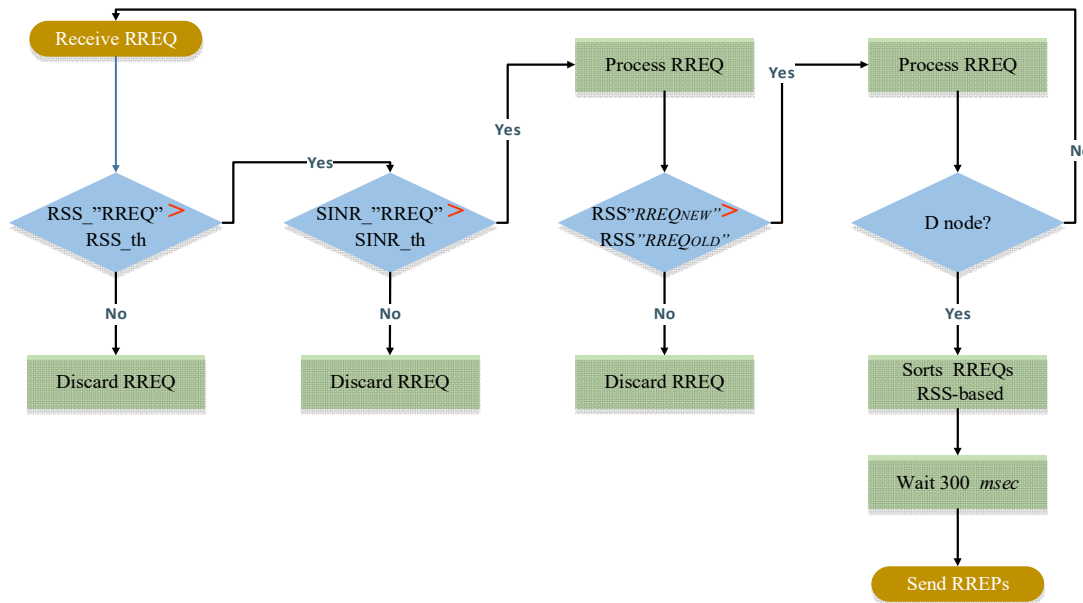 Receive RREQ
RSS_”RREQ” >
RSS_th
Yes
No
Discard RREQ
SINR_”RREQ” >
SINR_th
Yes
No
Discard RREQ
Process RREQ
RSS”RREQNEW” >
RSS”RREQOLD”
Yes
No
Discard RREQ
Process RREQ
D node?
No
Yes
Sorts RREQs
RSS-based
Wait 300 msec
Send RREPs